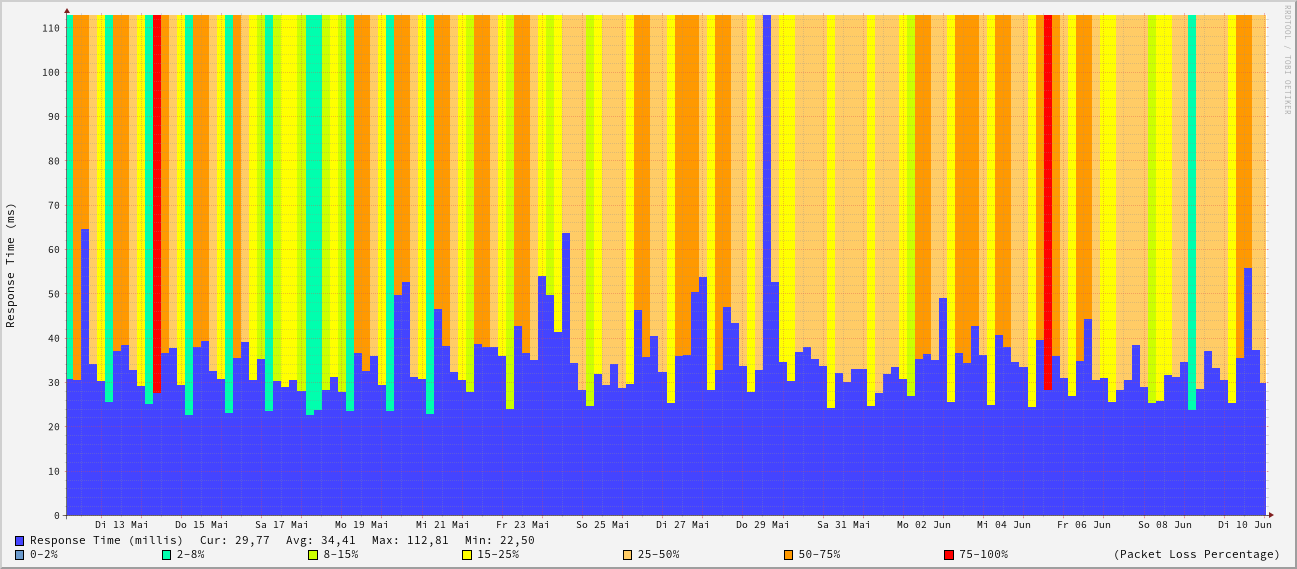 RRDTOOL / TOBI OETIKER
Response Time (ms)
110
100
90
80
70
60
50
40
30
20
10
0
Di 13 Mai Do 15 Mai Sa 17 Mai Mo 19 Mai Mi 21 Mai Fr 23 Mai So 25 Mai Di 27 Mai Do 29 Mai Sa 31 Mai Mo 02 Jun Mi 04 Jun Fr 06 Jun So 08 Jun Di 10 Jun
Response Time (millis) Cur: 29,77 Avg: 34,41 Max: 112,81 Min: 22,50
0-2% 2-8% 8-15% 15-25% 25-50% 50-75% 75-100% (Packet Loss Percentage)